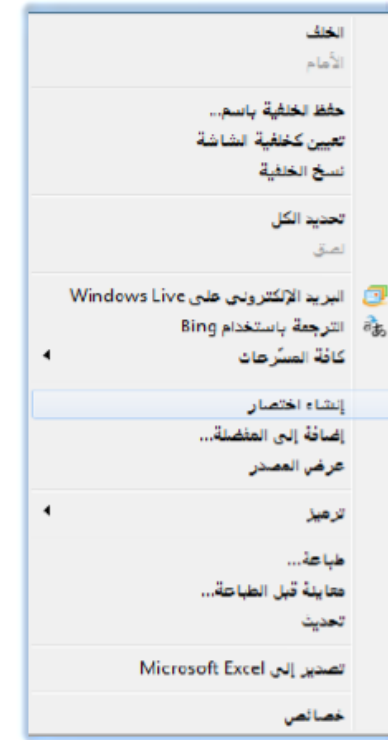 الخلف
الأمام
حفظ الخلفية باسم...
تعيين كخلفية الشاشة
نسخ الخلفية
تحديد الكل
لصق
البريد الإلكتروني على Windows Live
الترجمة باستخدام Bing
كافة المسرّعات
إنشاء اختصار
إضافة إلى المفضلة...
عرض المصدر
ترميز
طباعة...
معاينة قبل الطباعة...
تحديث
تصدير إلى Microsoft Excel
خصائص